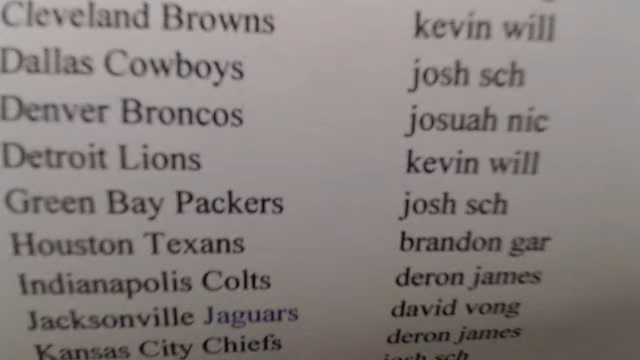 Cleveland Browns kevin will
Dallas Cowboys josh sch
Denver Broncos josuah nic
Detroit Lions kevin will
Green Bay Packers josh sch
Houston Texans brandon gar
Indianapolis Colts deron james
Jacksonville Jaguars david vong
Kansas City Chiefs deron james
josh sch